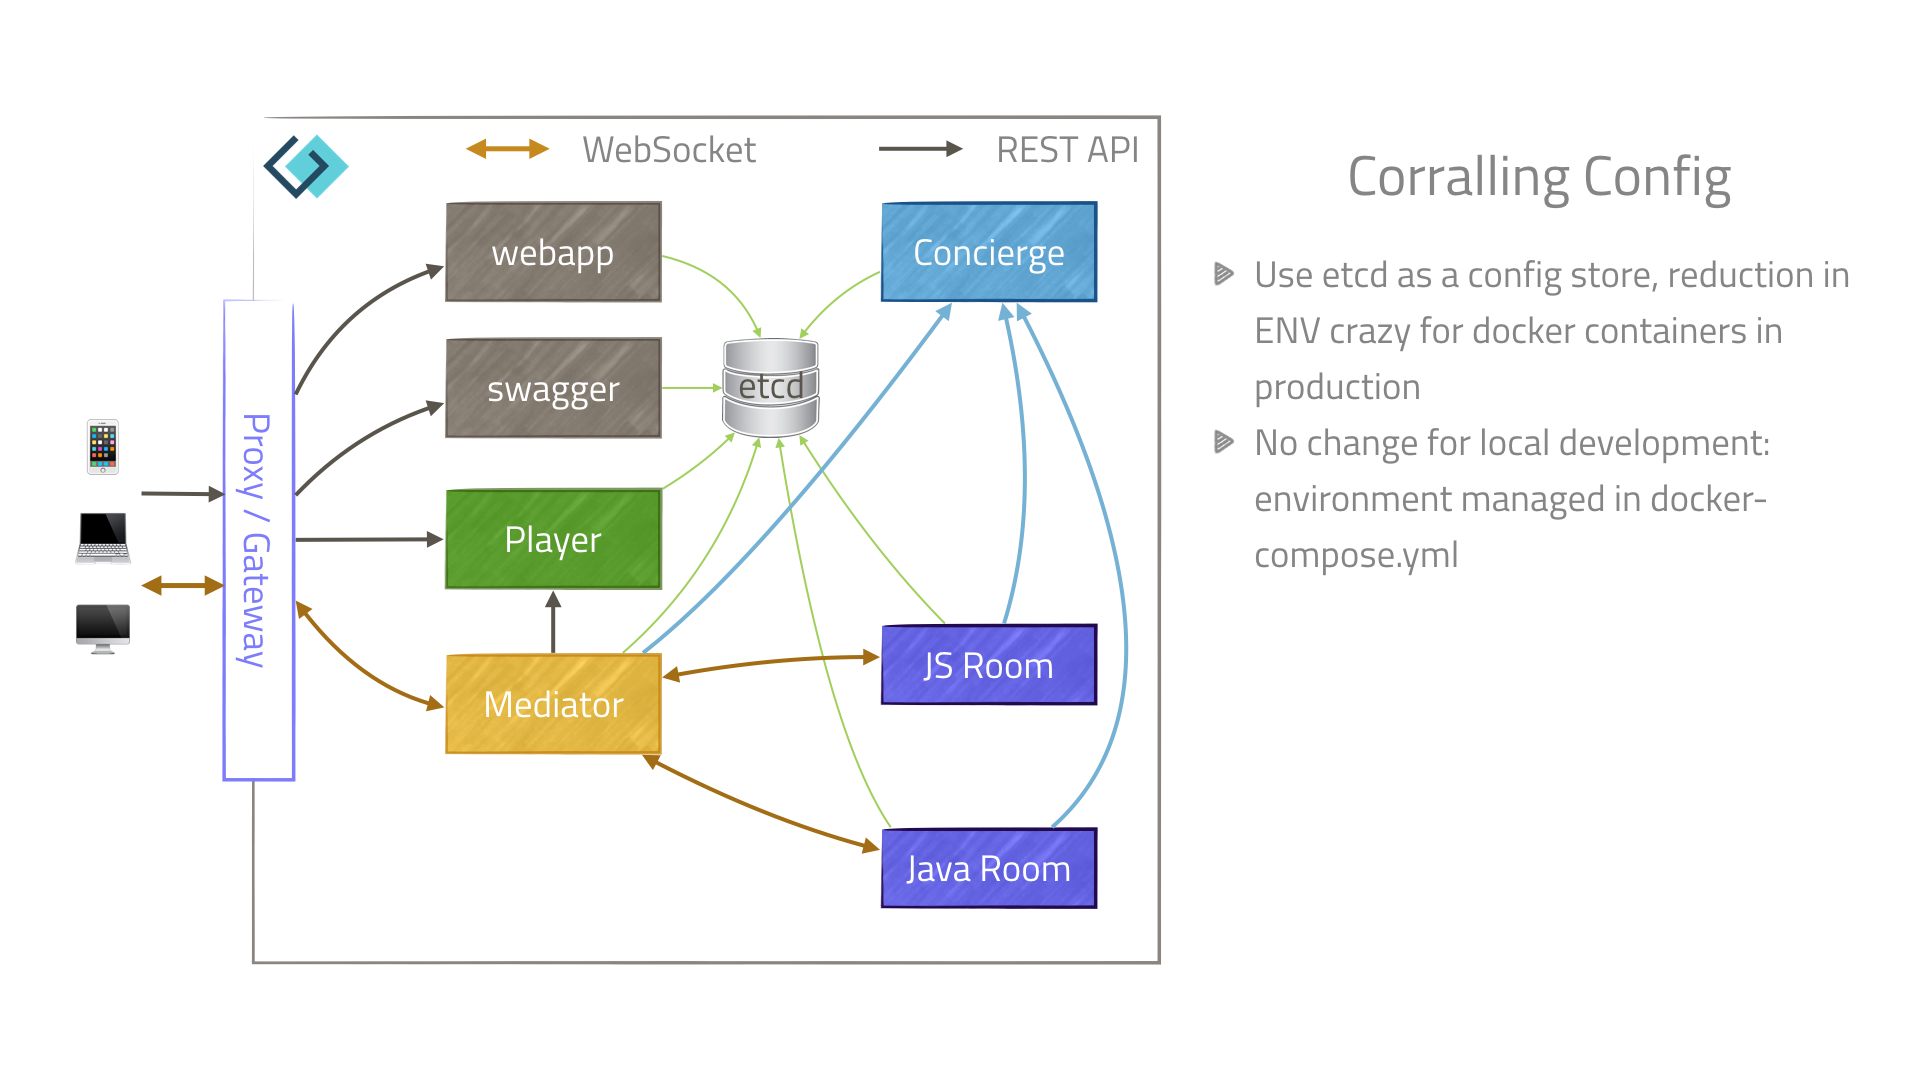 WebSocket
REST API
webapp
Concierge
swagger
etcd
Proxy / Gateway
Player
Mediator
JS Room
Java Room
Corralling Config
Use etcd as a config store, reduction in
ENV crazy for docker containers in
production
No change for local development:
environment managed in docker-
compose.yml